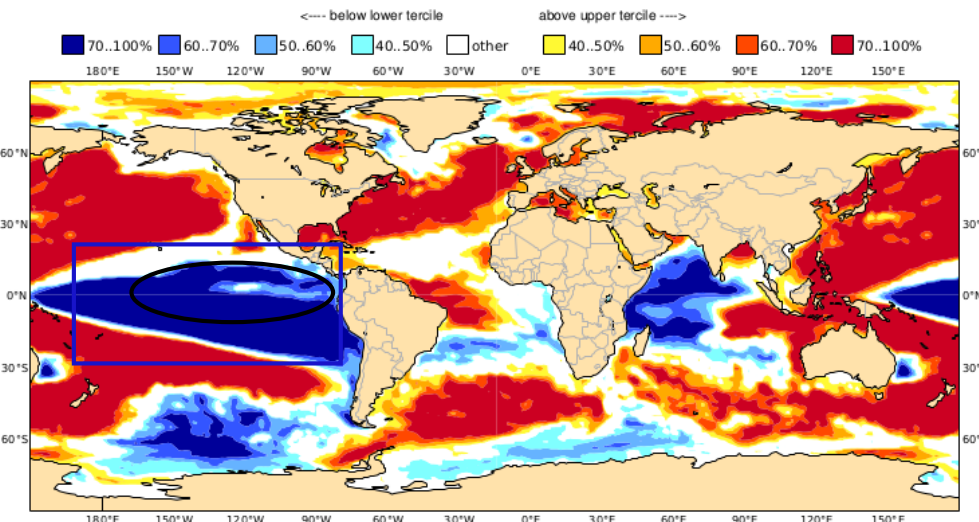 <---- below lower tercile above upper tercile ---->
70..100% 60..70% 50..60% 40..50% other 40..50% 50..60% 60..70% 70..100%
180°E 150°W 120°W 90°W 60°W 30°W 0°E 30°E 60°E 90°E 120°E 150°E
60°N 60°
30°N 30°
0°N 0°N
30°S 30°S
60°S 60°
180°E 150°W 120°W 90°W 60°W 30°W 0°E 30°E 60°E 90°E 120°E 150°E